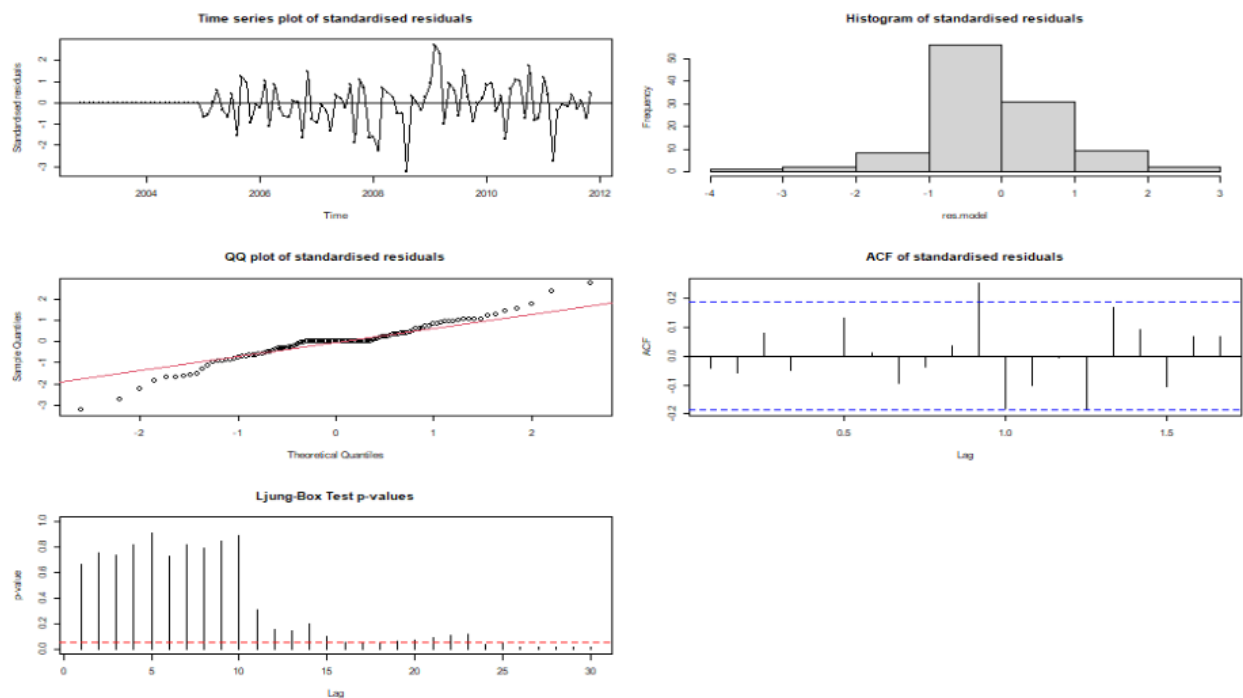 Time series plot of standardised residuals
Standardised residuals
2
1
0
-1
-2
-3
2004 2006 2008 2010 2012
Time
Histogram of standardised residuals
Frequency
50
30
10
0
-4 -3 -2 -1 0 1 2 3
res.model
QQ plot of standardised residuals
Sample Quantiles
2
1
0
-1
-2
-3
-2 -1 0 1 2
Theoretical Quantiles
ACF of standardised residuals
ACF
0.2
0.1
0.0
-0.1
-0.2
0.5 1.0 1.5
Lag
Ljung-Box Test p-values
p-value
1.0
0.8
0.6
0.4
0.2
0.0
0 5 10 15 20 25 30
Lag